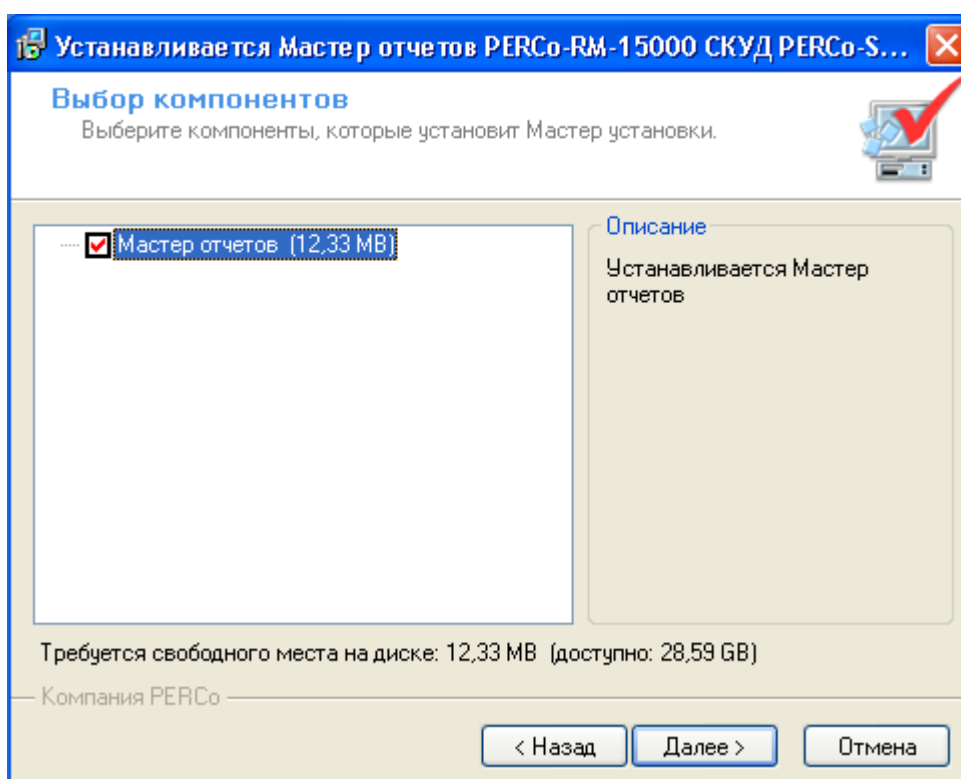 Устанавливается Мастер отчетов PERCo-RM-15000 СКУД PERCo-S...
Выбор компонентов
Выберите компоненты, которые установит Мастер установки.
Мастер отчетов (12,33 MB)
Описание
Устанавливается Мастер
отчетов
Требуется свободного места на диске: 12,33 MB (доступно: 28,59 GB)
Компания PERCo
< Назад
Далее >
Отмена